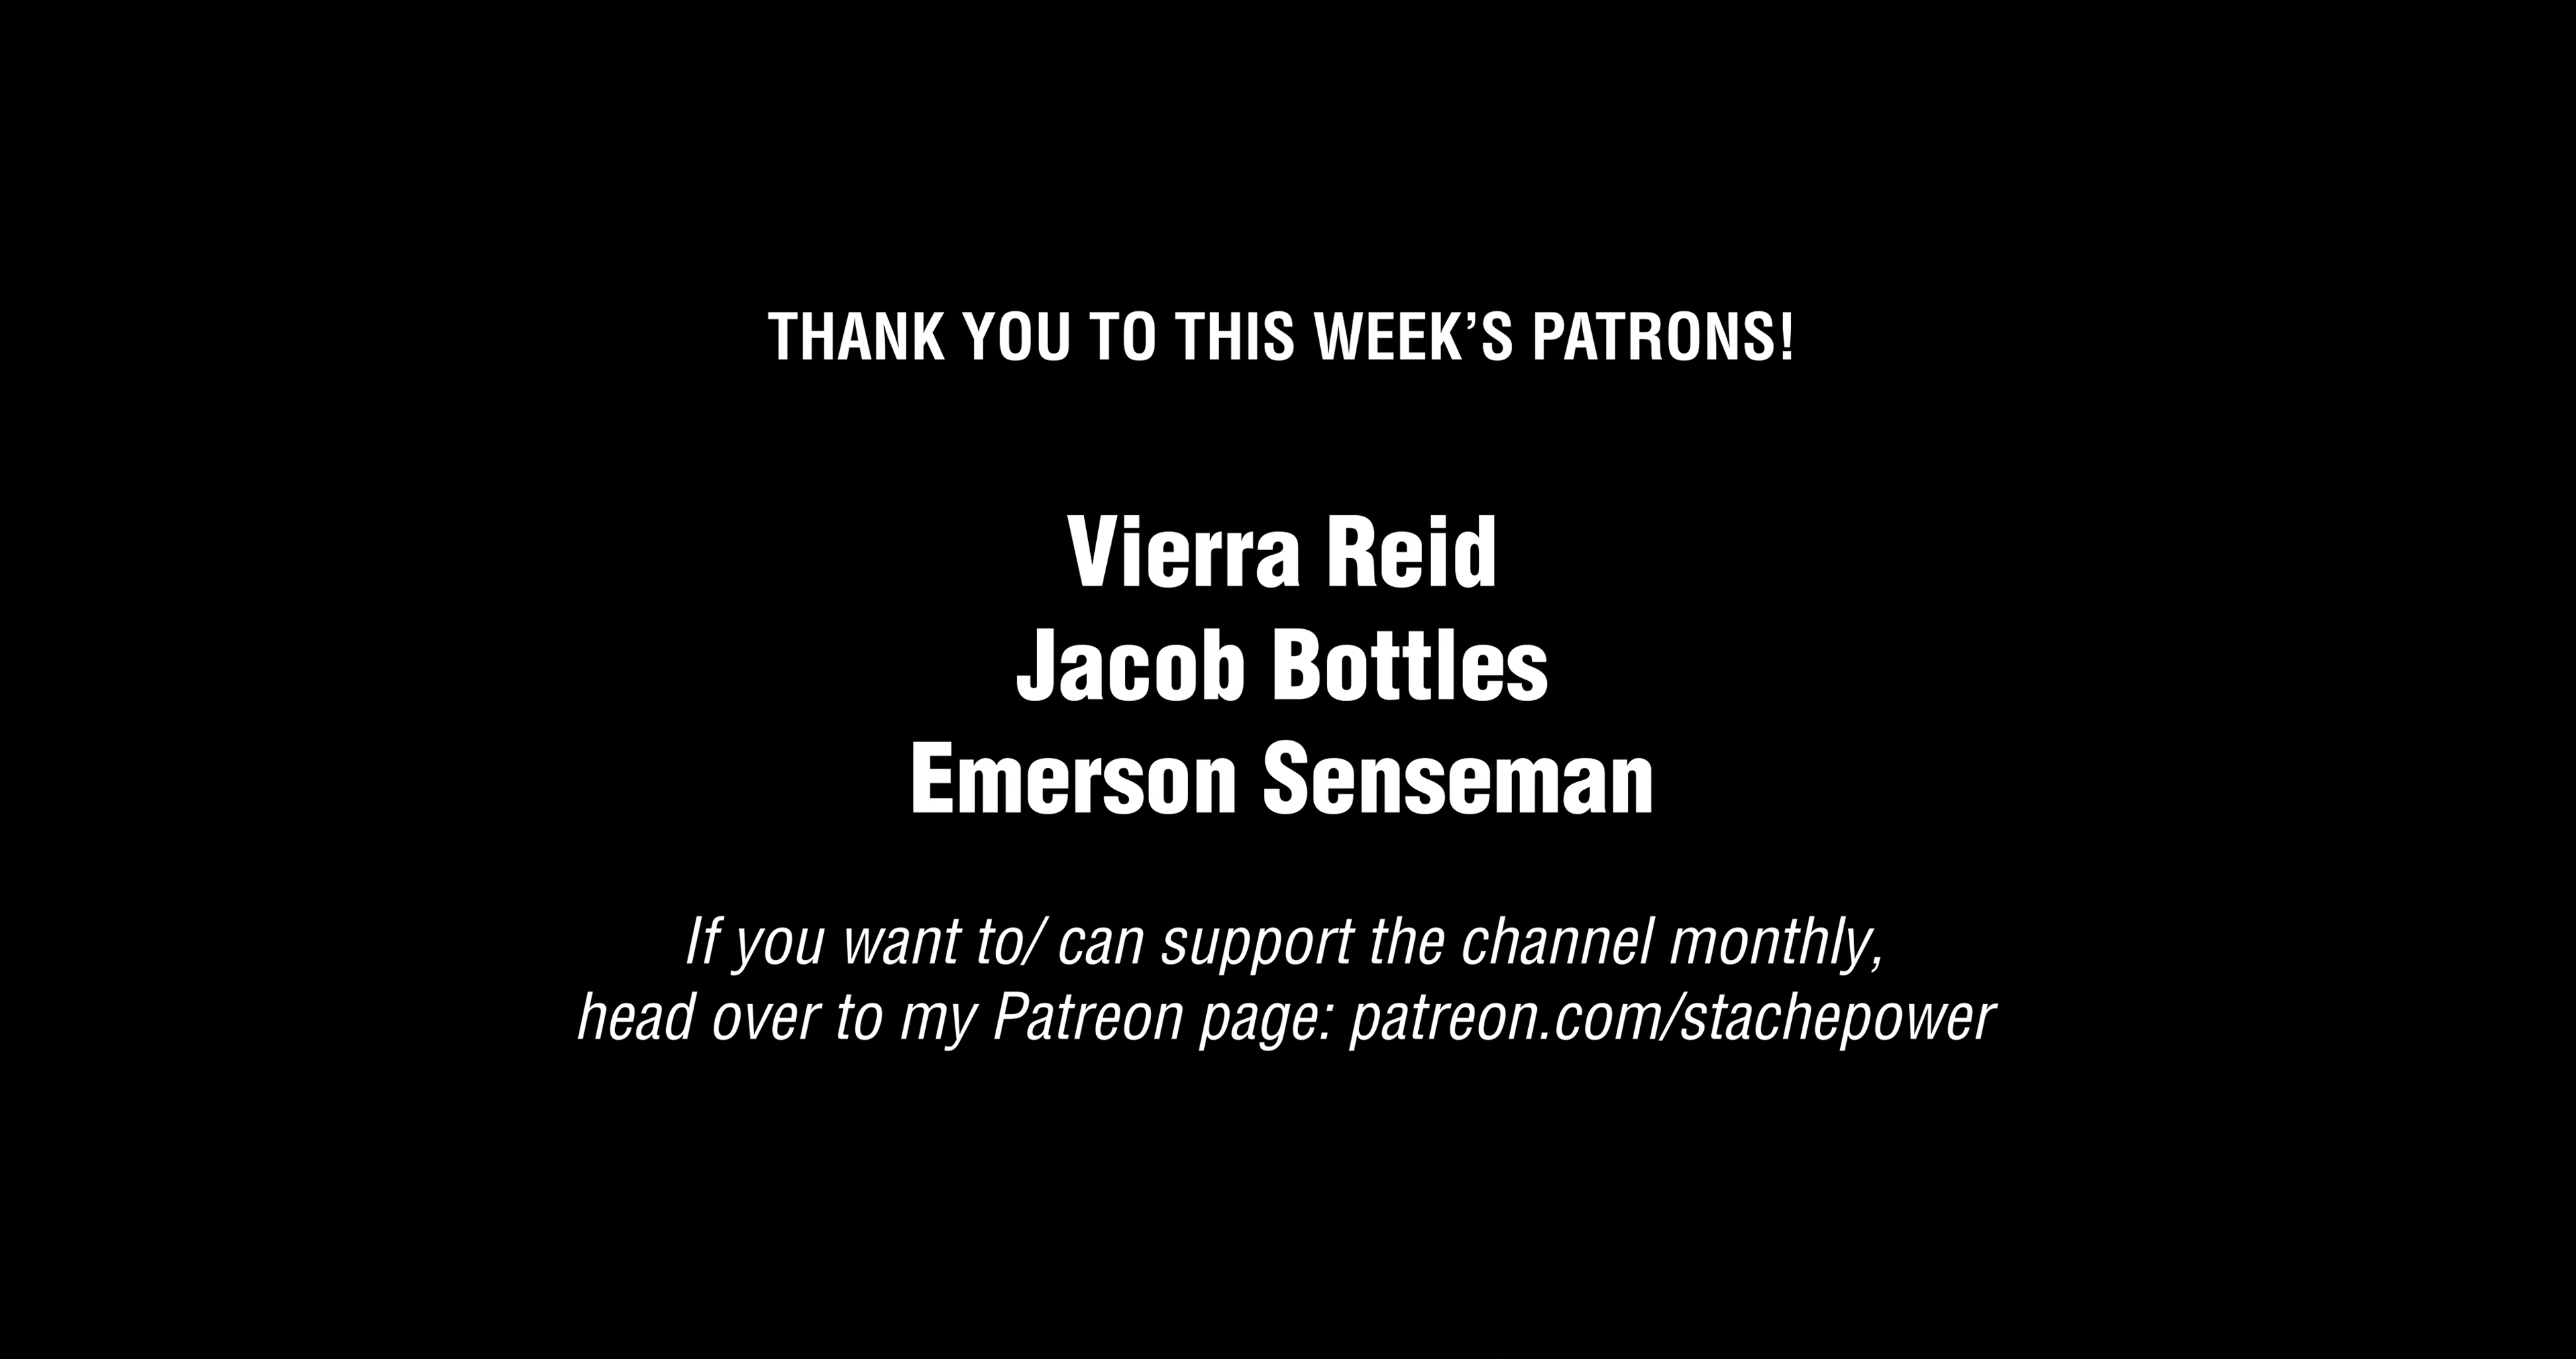 THANK YOU TO THIS WEEK’S PATRONS!
Vierra Reid
Jacob Bottles
Emerson Senseman
If you want to/ can support the channel monthly,
head over to my Patreon page: patreon.com/stachepower